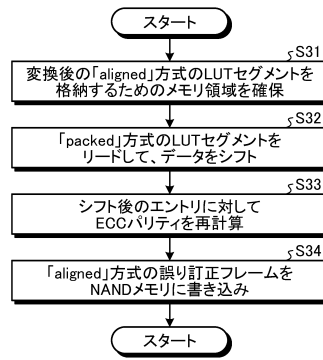 スタート
S31
変換後の「aligned」方式のLUTセグメントを
格納するためのメモリ領域を確保
S32
「packed」方式のLUTセグメントを
リードして、データをシフト
S33
シフト後のエントリに対して
ECCパリティを再計算
S34
「aligned」方式の誤り訂正フレームを
NANDメモリに書き込み
スタート